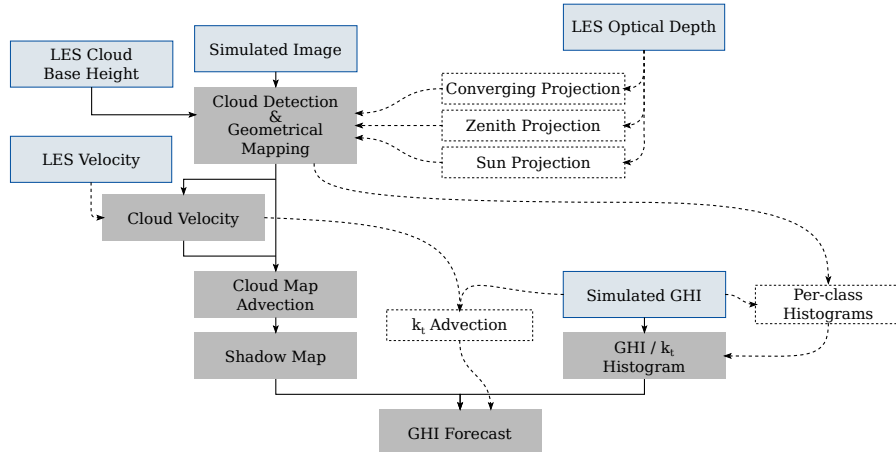 LES Optical Depth
Simulated Image
LES Cloud
Base Height
Converging Projection
Cloud Detection
&
Geometrical
Mapping
Zenith Projection
Sun Projection
LES Velocity
Cloud Velocity
Cloud Map
Advection
Simulated GHI
Per-class
Histograms
kt Advection
Shadow Map
GHI / kt
Histogram
GHI Forecast